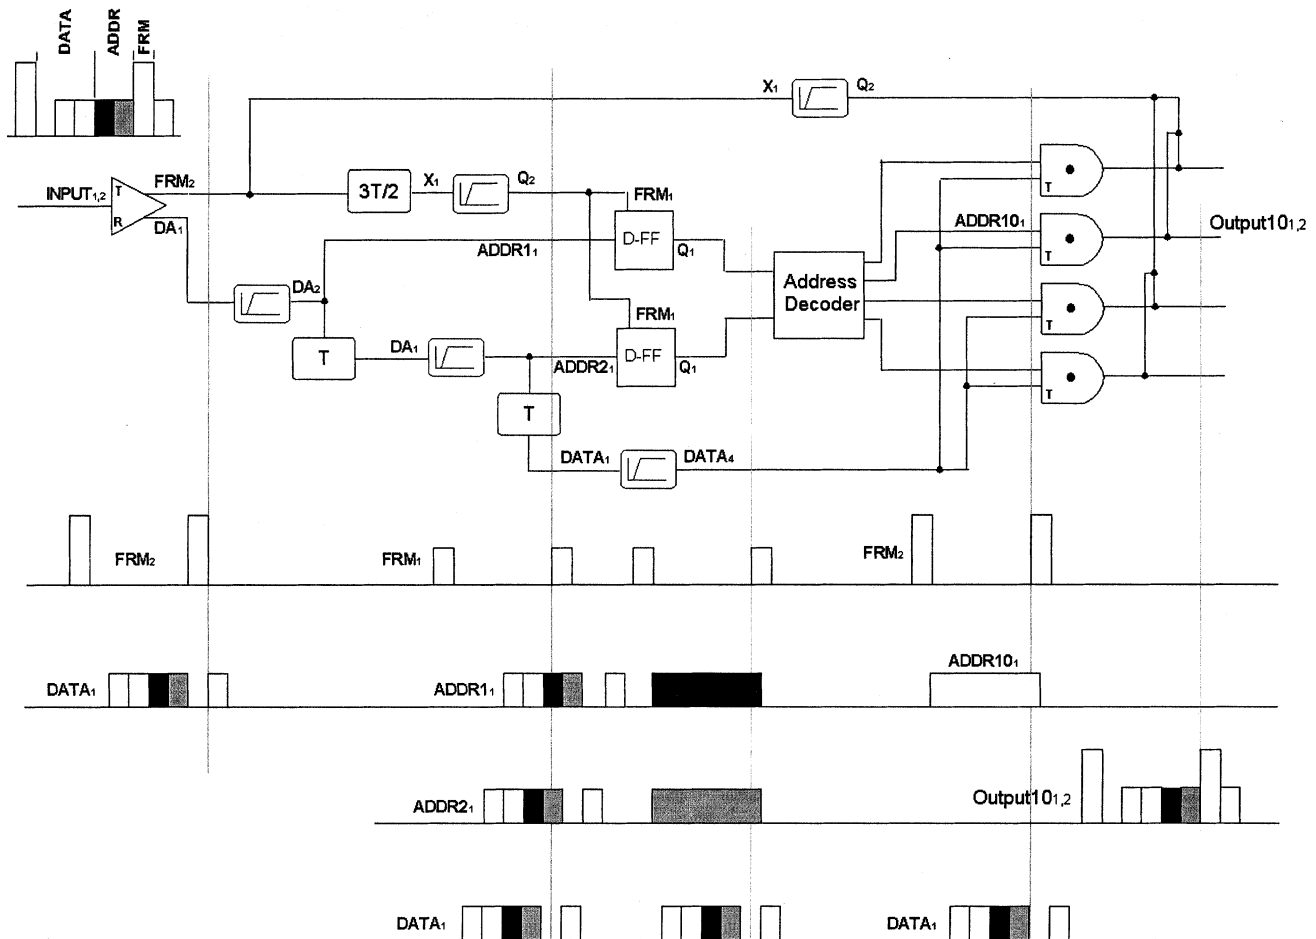 DATA
ADDR
FRM
X₁
Q₂
INPUT₁,₂
T
R
FRM₂
DA₁
3T/2
X₁
Q₂
FRM₁
D-FF
Q₁
ADDR1₁
DA₂
T
DA₁
FRM₁
D-FF
Q₁
ADDR2₁
T
DATA₁
DATA₄
Address
Decoder
ADDR10₁
T
T
T
T
Output10₁,₂
FRM₂
FRM₁
FRM₂
DATA₁
ADDR1₁
ADDR10₁
ADDR2₁
Output10₁,₂
DATA₁
DATA₁